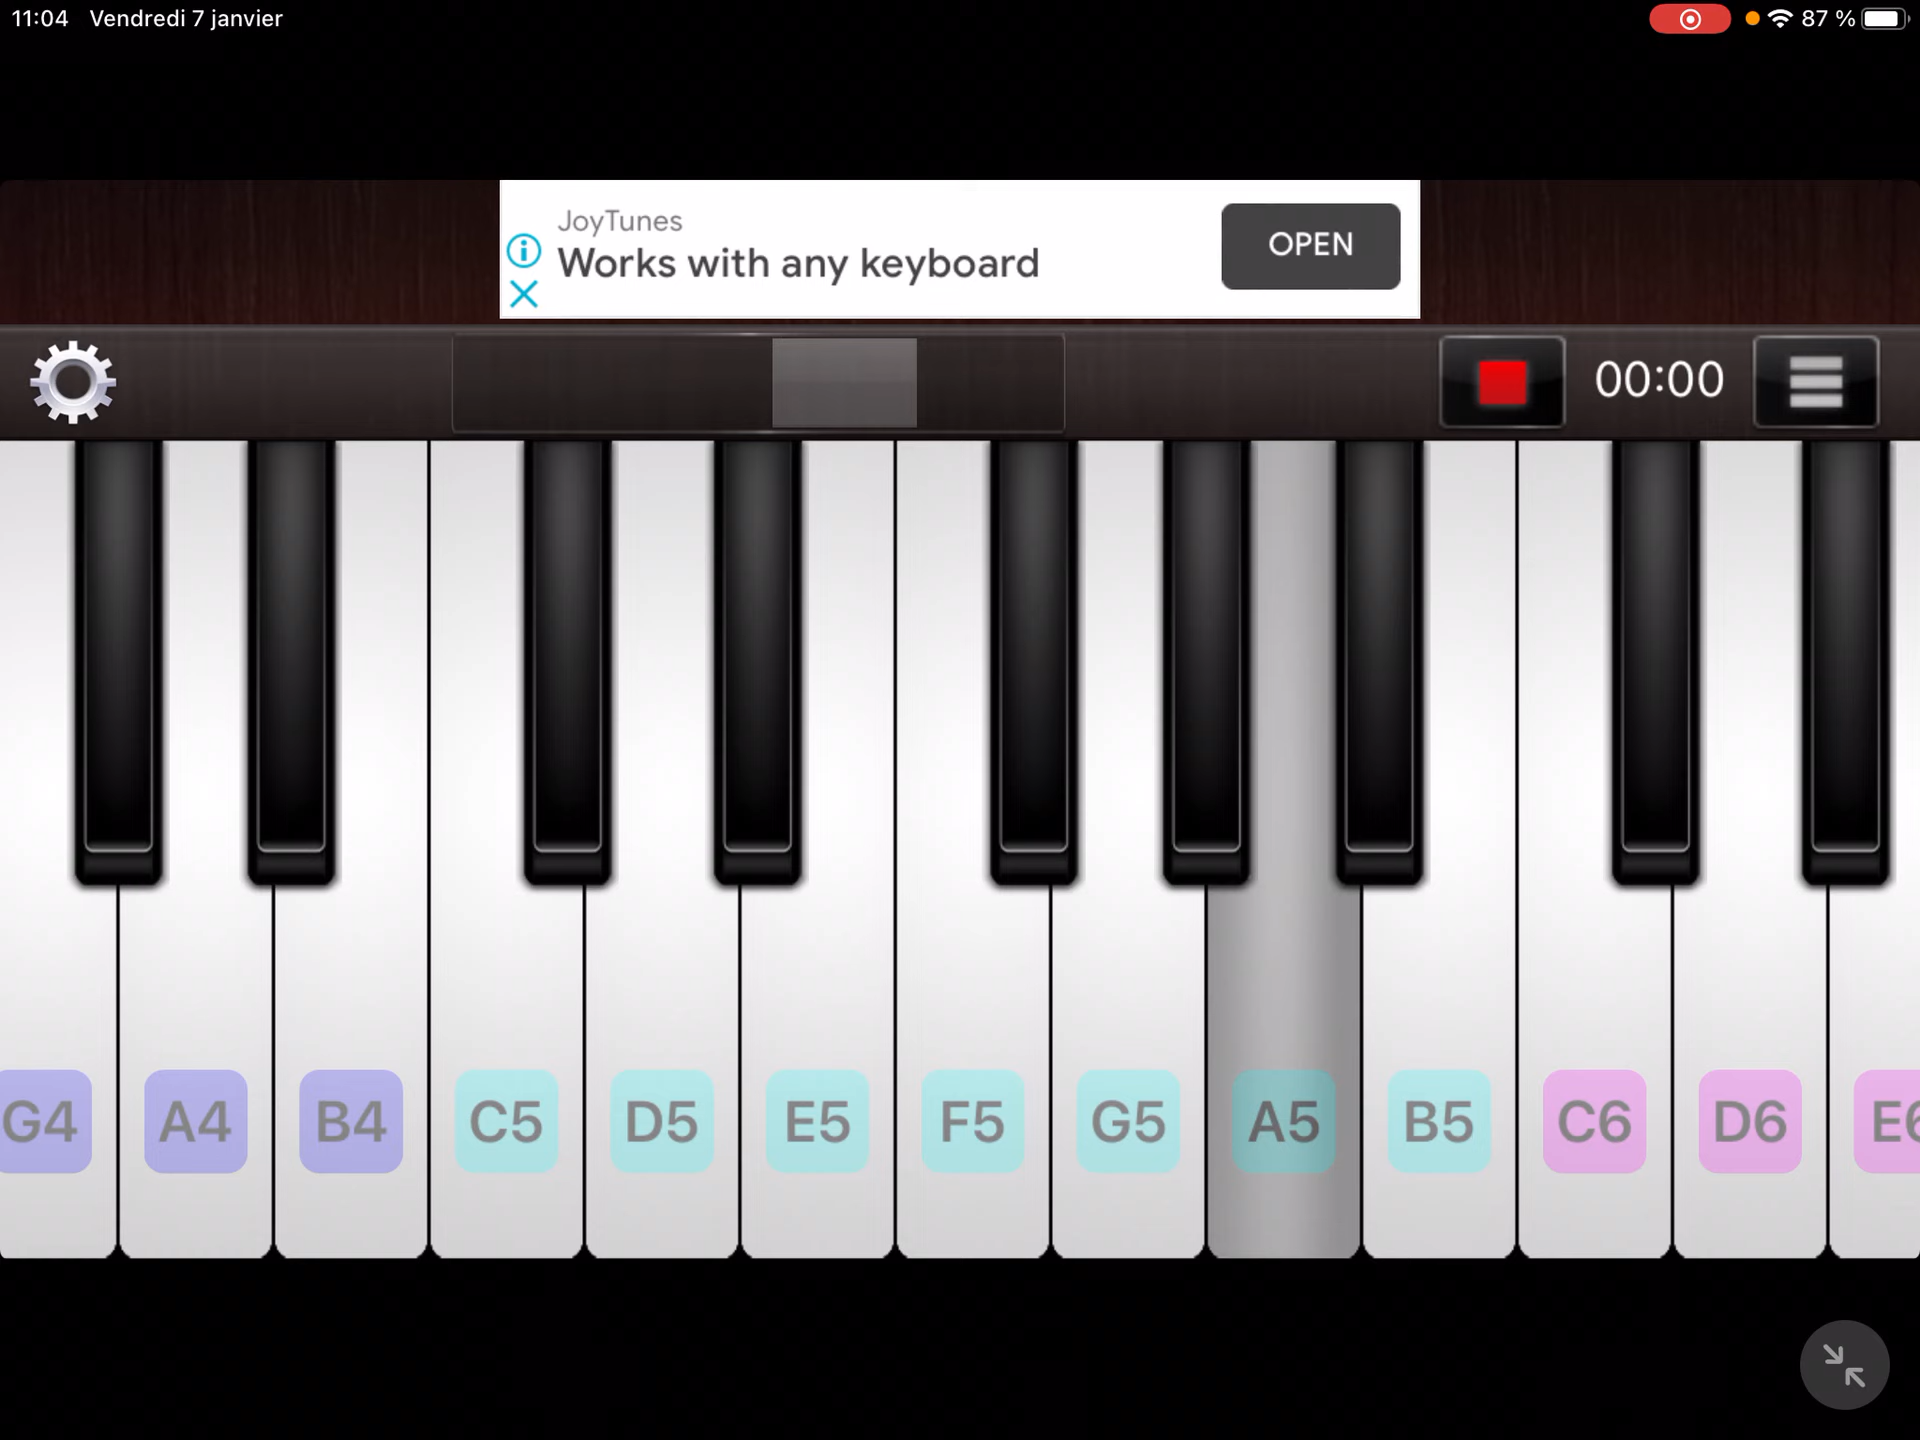 11:04 Vendredi 7 janvier 87 %
JoyTunes
Works with any keyboard
OPEN
00:00
G4 A4 B4 C5 D5 E5 F5 G5 A5 B5 C6 D6 E6